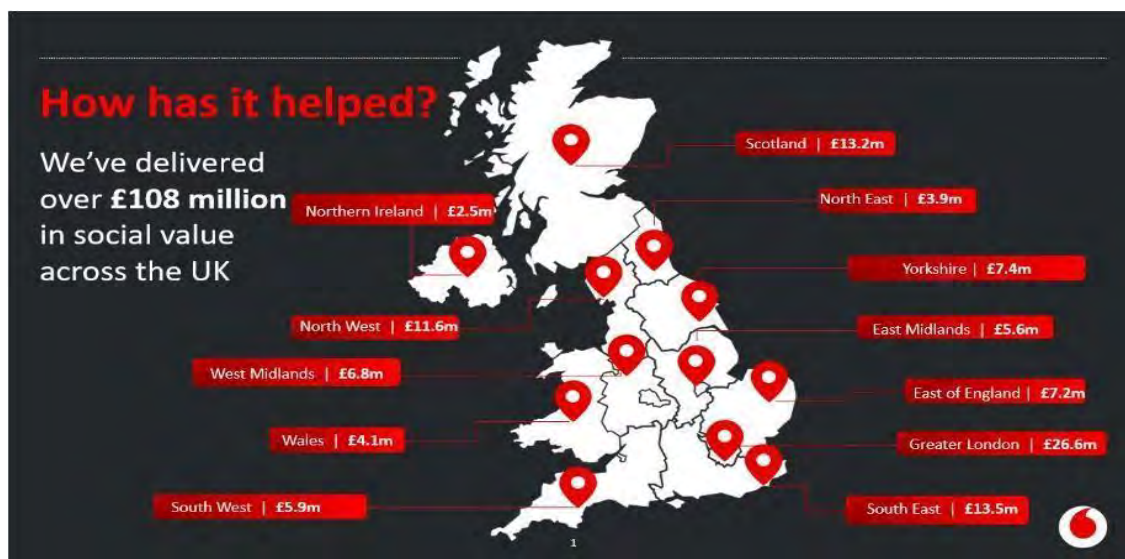 How has it helped?
We've delivered
over £108 million
in social value
across the UK
Scotland | £13.2m
North East | £3.9m
Northern Ireland | £2.5m
Yorkshire | £7.4m
North West | £11.6m
East Midlands | £5.6m
West Midlands | £6.8m
East of England | £7.2m
Wales | £4.1m
Greater London | £26.6m
South West | £5.9m
South East | £13.5m
1